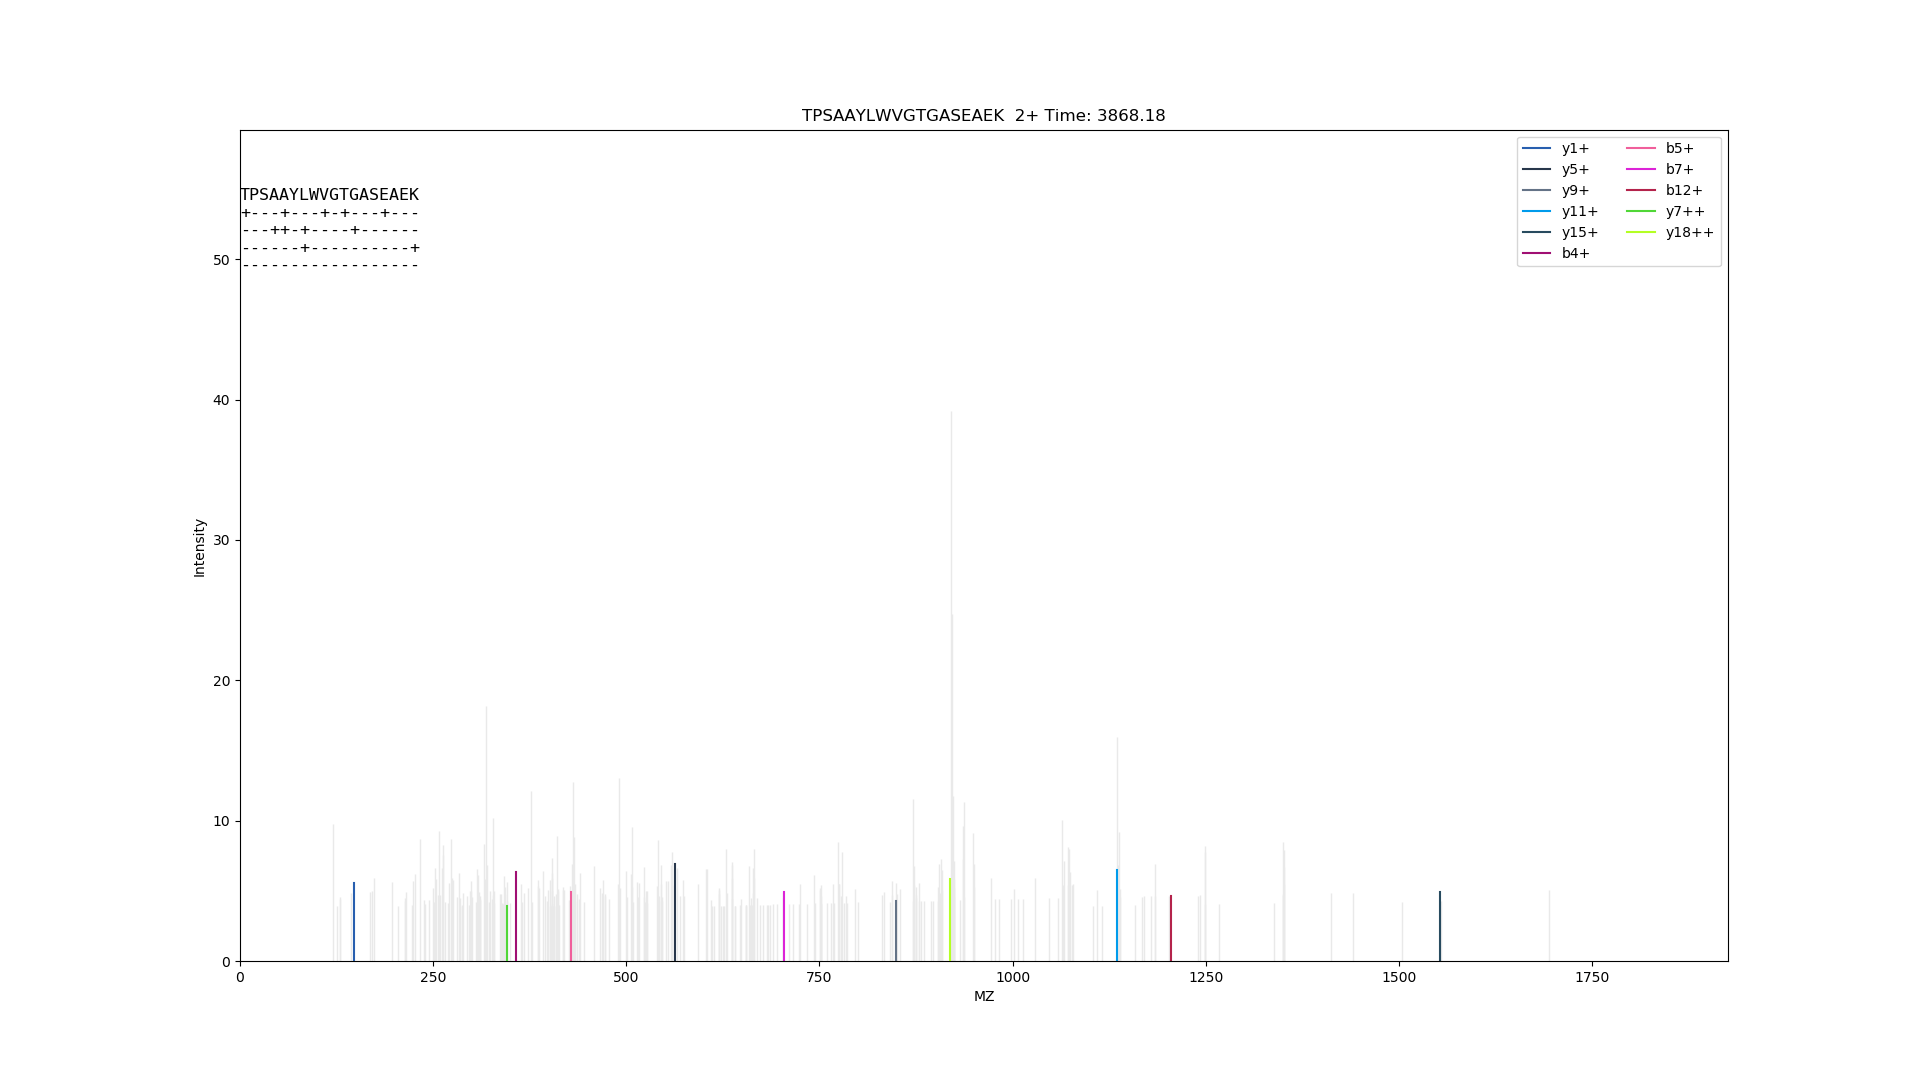 TPSAAYLWVGTGASEAEK 2+ Time: 3868.18
TPSAAYLWVGTGASEAEK
+---+---+-+---+---
---++-+----+------
------+----------+
------------------
y1+
y5+
y9+
y11+
y15+
b4+
b5+
b7+
b12+
y7++
y18++
50
40
30
20
10
0
Intensity
0 250 500 750 1000 1250 1500 1750
MZ